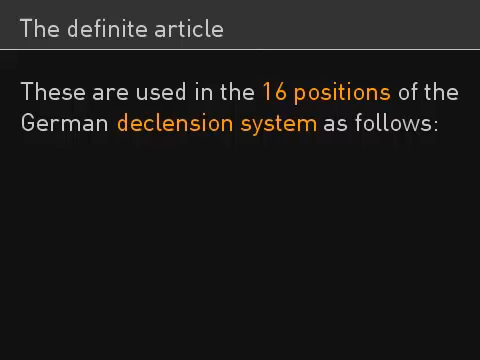 The definite article
These are used in the 16 positions of the
German declension system as follows: